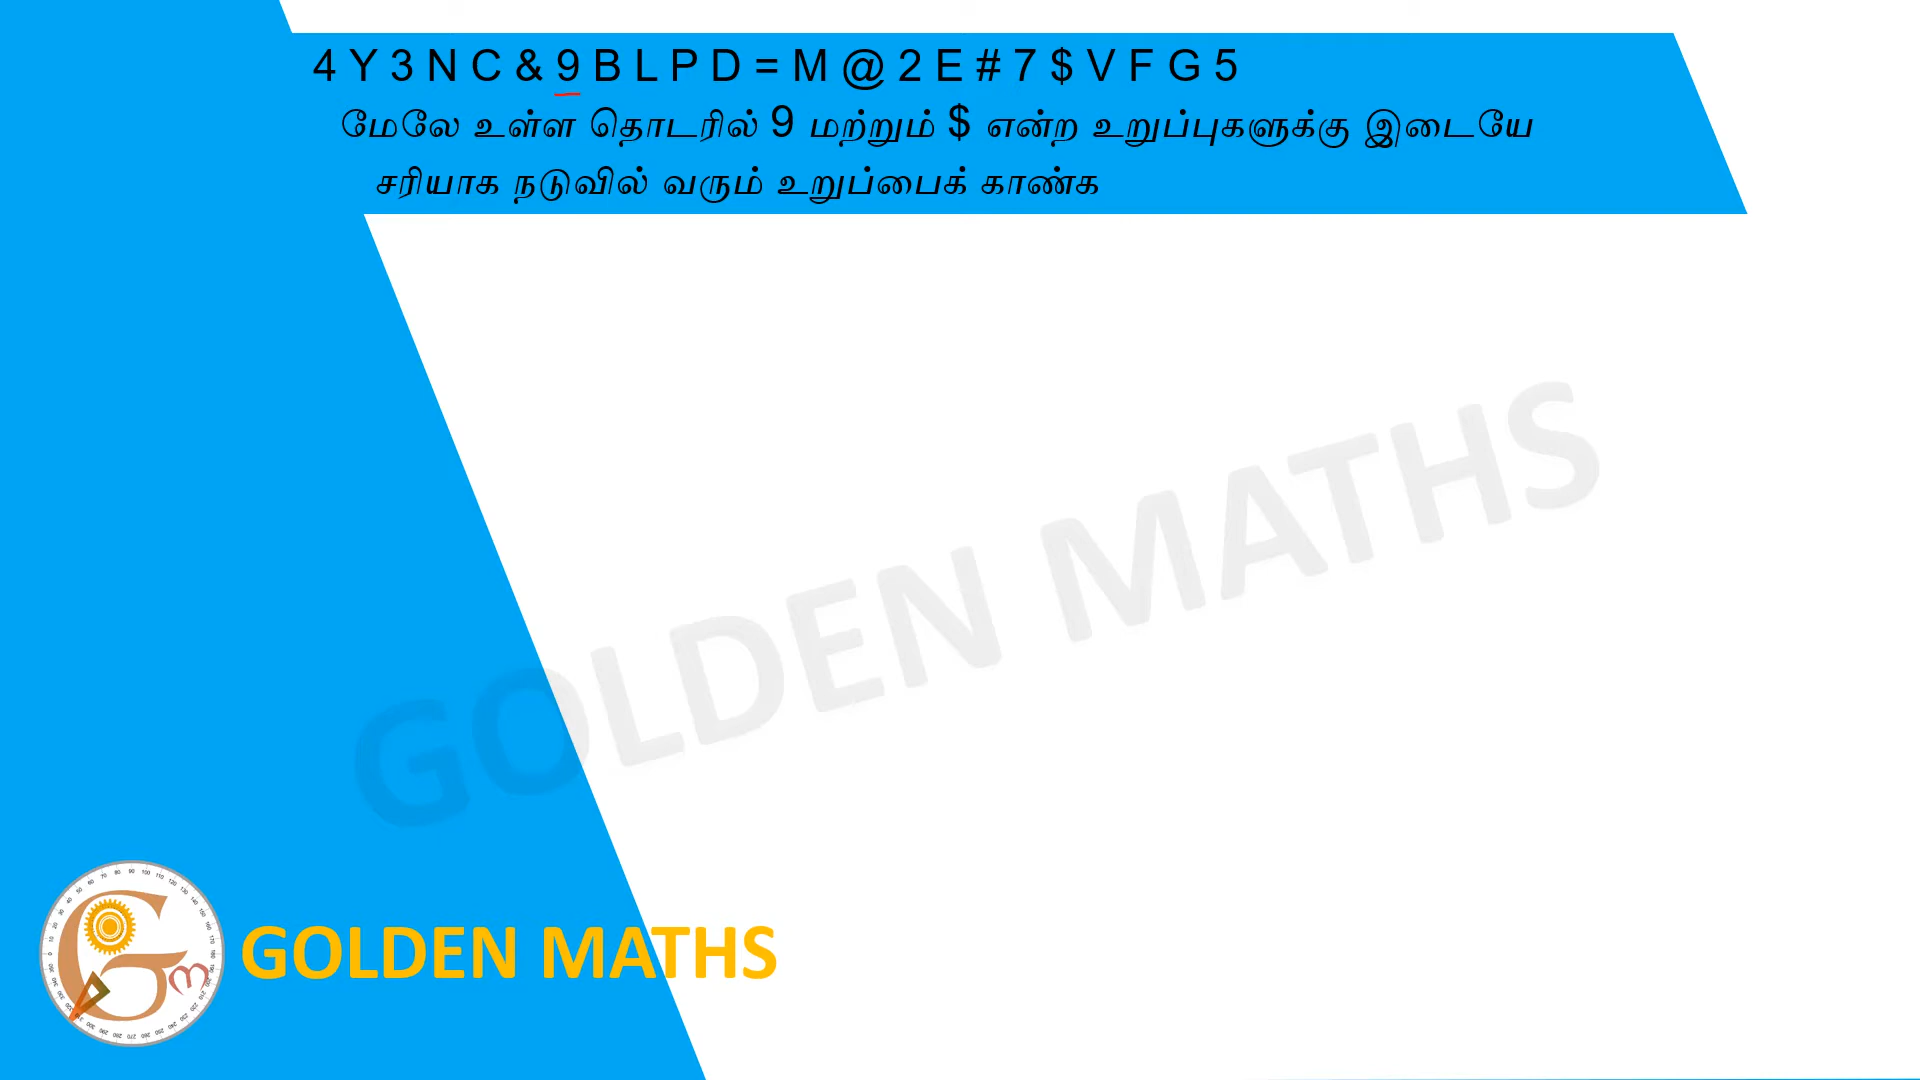 4 Y 3 N C & 9 B L P D = M @ 2 E # 7 $ V F G 5
மேலே உள்ள தொடரில் 9 மற்றும் $ என்ற உறுப்புகளுக்கு இடையே
சரியாக நடுவில் வரும் உறுப்பைக் காண்க
GOLDEN MATHS
GOLDEN MATHS